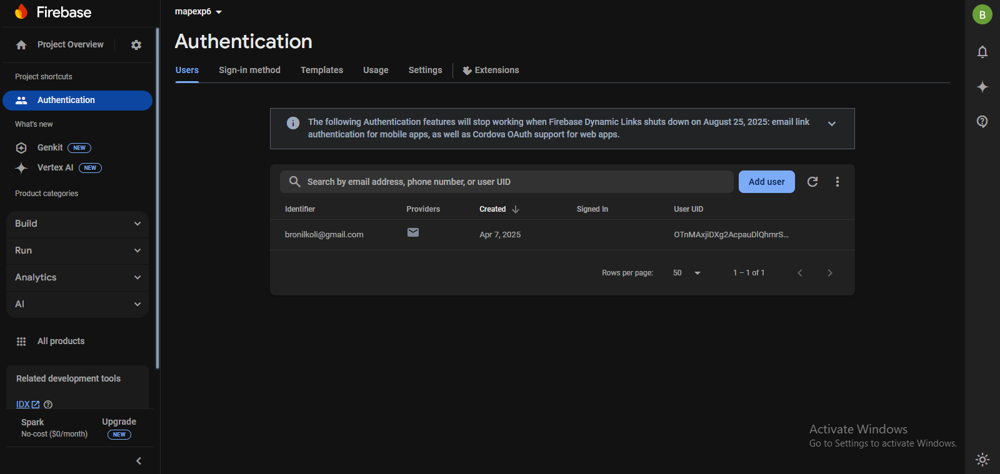 Firebase
Project Overview
Project shortcuts
Authentication
What's new
Genkit NEW
Vertex AI NEW
Product categories
Build
Run
Analytics
AI
All products
Related development tools
IDX
Spark
No-cost ($0/month)
Upgrade
NEW
mapexp6
Authentication
Users Sign-in method Templates Usage Settings Extensions
The following Authentication features will stop working when Firebase Dynamic Links shuts down on August 25, 2025: email link
authentication for mobile apps, as well as Cordova OAuth support for web apps.
Search by email address, phone number, or user UID Add user
Identifier Providers Created Signed In User UID
bronilkoli@gmail.com Apr 7, 2025 OTnMAxjiDXg2AcpauDlQhmrS...
Rows per page: 50 1 – 1 of 1
B
Activate Windows
Go to Settings to activate Windows.